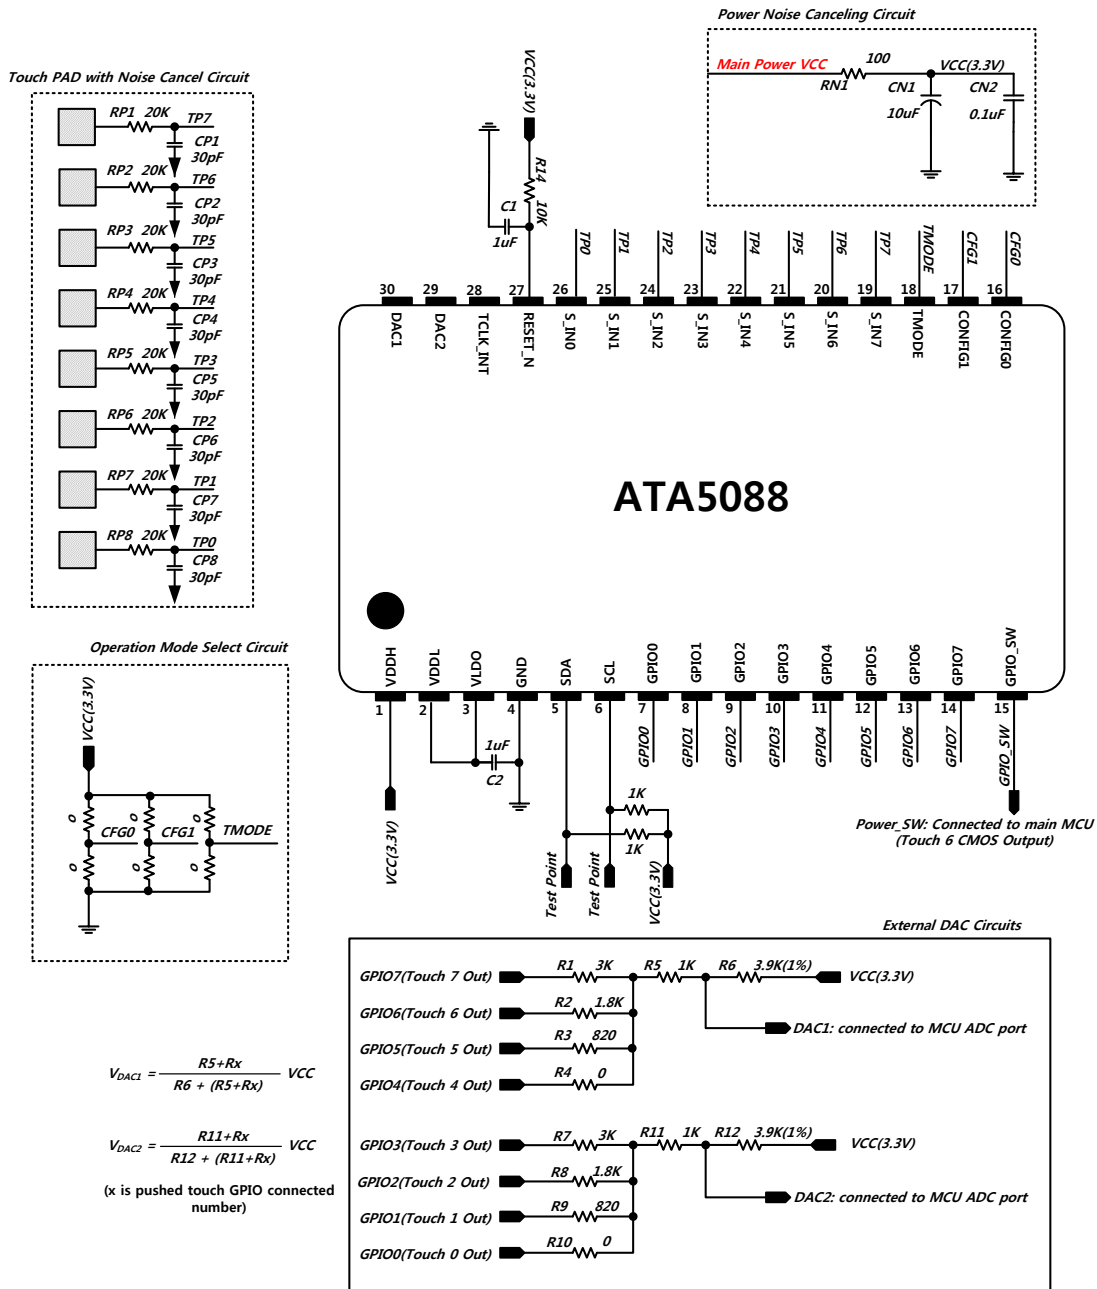 Power Noise Canceling Circuit
Main Power VCC
100
RN1
VCC(3.3V)
CN1
10uF
CN2
0.1uF
Touch PAD with Noise Cancel Circuit
RP1 20K TP7
CP1
30pF
RP2 20K TP6
CP2
30pF
RP3 20K TP5
CP3
30pF
RP4 20K TP4
CP4
30pF
RP5 20K TP3
CP5
30pF
RP6 20K TP2
CP6
30pF
RP7 20K TP1
CP7
30pF
RP8 20K TP0
CP8
30pF
VCC(3.3V)
R14
10K
C1
1uF
TP0
TP1
TP2
TP3
TP4
TP5
TP6
TP7
TMODE
CFG1
CFG0
30
29
28
27
26
25
24
23
22
21
20
19
18
17
16
DAC1
DAC2
TCLK_INT
RESET_N
S_IN0
S_IN1
S_IN2
S_IN3
S_IN4
S_IN5
S_IN6
S_IN7
TMODE
CONFIG1
CONFIG0
ATA5088
VDDH
VDDL
VLDO
GND
SDA
SCL
GPIO0
GPIO1
GPIO2
GPIO3
GPIO4
GPIO5
GPIO6
GPIO7
GPIO_SW
1
2
3
4
5
6
7
8
9
10
11
12
13
14
15
GPIO0
GPIO1
GPIO2
GPIO3
GPIO4
GPIO5
GPIO6
GPIO7
GPIO_SW
1uF
C2
VCC(3.3V)
1K
1K
Test Point
Test Point
VCC(3.3V)
Power_SW: Connected to main MCU
(Touch 6 CMOS Output)
Operation Mode Select Circuit
VCC(3.3V)
0
0
0
CFG0
CFG1
TMODE
0
0
0
External DAC Circuits
GPIO7(Touch 7 Out) R1 3K R5 1K R6 3.9K(1%) VCC(3.3V)
GPIO6(Touch 6 Out) R2 1.8K
DAC1: connected to MCU ADC port
GPIO5(Touch 5 Out) R3 820
GPIO4(Touch 4 Out) R4 0
GPIO3(Touch 3 Out) R7 3K R11 1K R12 3.9K(1%) VCC(3.3V)
GPIO2(Touch 2 Out) R8 1.8K
DAC2: connected to MCU ADC port
GPIO1(Touch 1 Out) R9 820
GPIO0(Touch 0 Out) R10 0
R5+Rx
VDAC1 = VCC
R6 + (R5+Rx)
R11+Rx
VDAC2 = VCC
R12 + (R11+Rx)
(x is pushed touch GPIO connected
number)